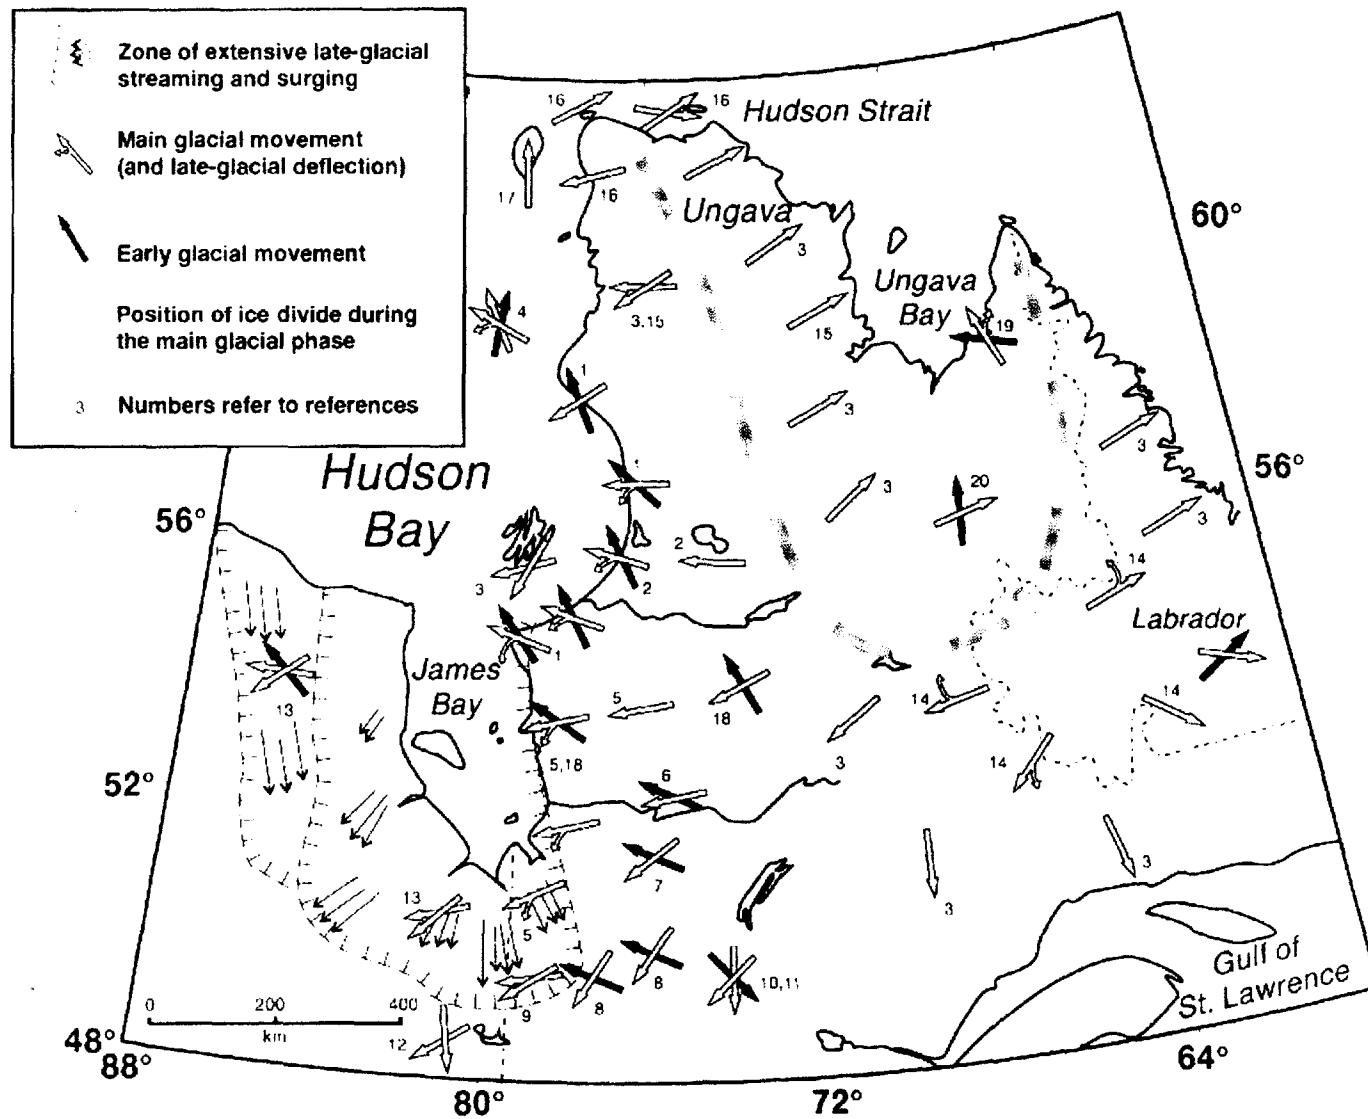 Zone of extensive late-glacial
streaming and surging
Main glacial movement
(and late-glacial deflection)
Early glacial movement
Position of ice divide during
the main glacial phase
3 Numbers refer to references
16
16
Hudson Strait
17
16
Ungava
60°
3
Ungava
Bay
4
3,15
15
19
1
3
3
56°
Hudson
Bay
1
3
20
3
56°
2
3
2
14
1
Labrador
James
Bay
13
5
18
14
14
3
14
5,18
52°
6
7
3
13
3
5
Gulf of
St. Lawrence
0 200 400
km
8
8
10,11
9
12
48°
88°
80°
72°
64°